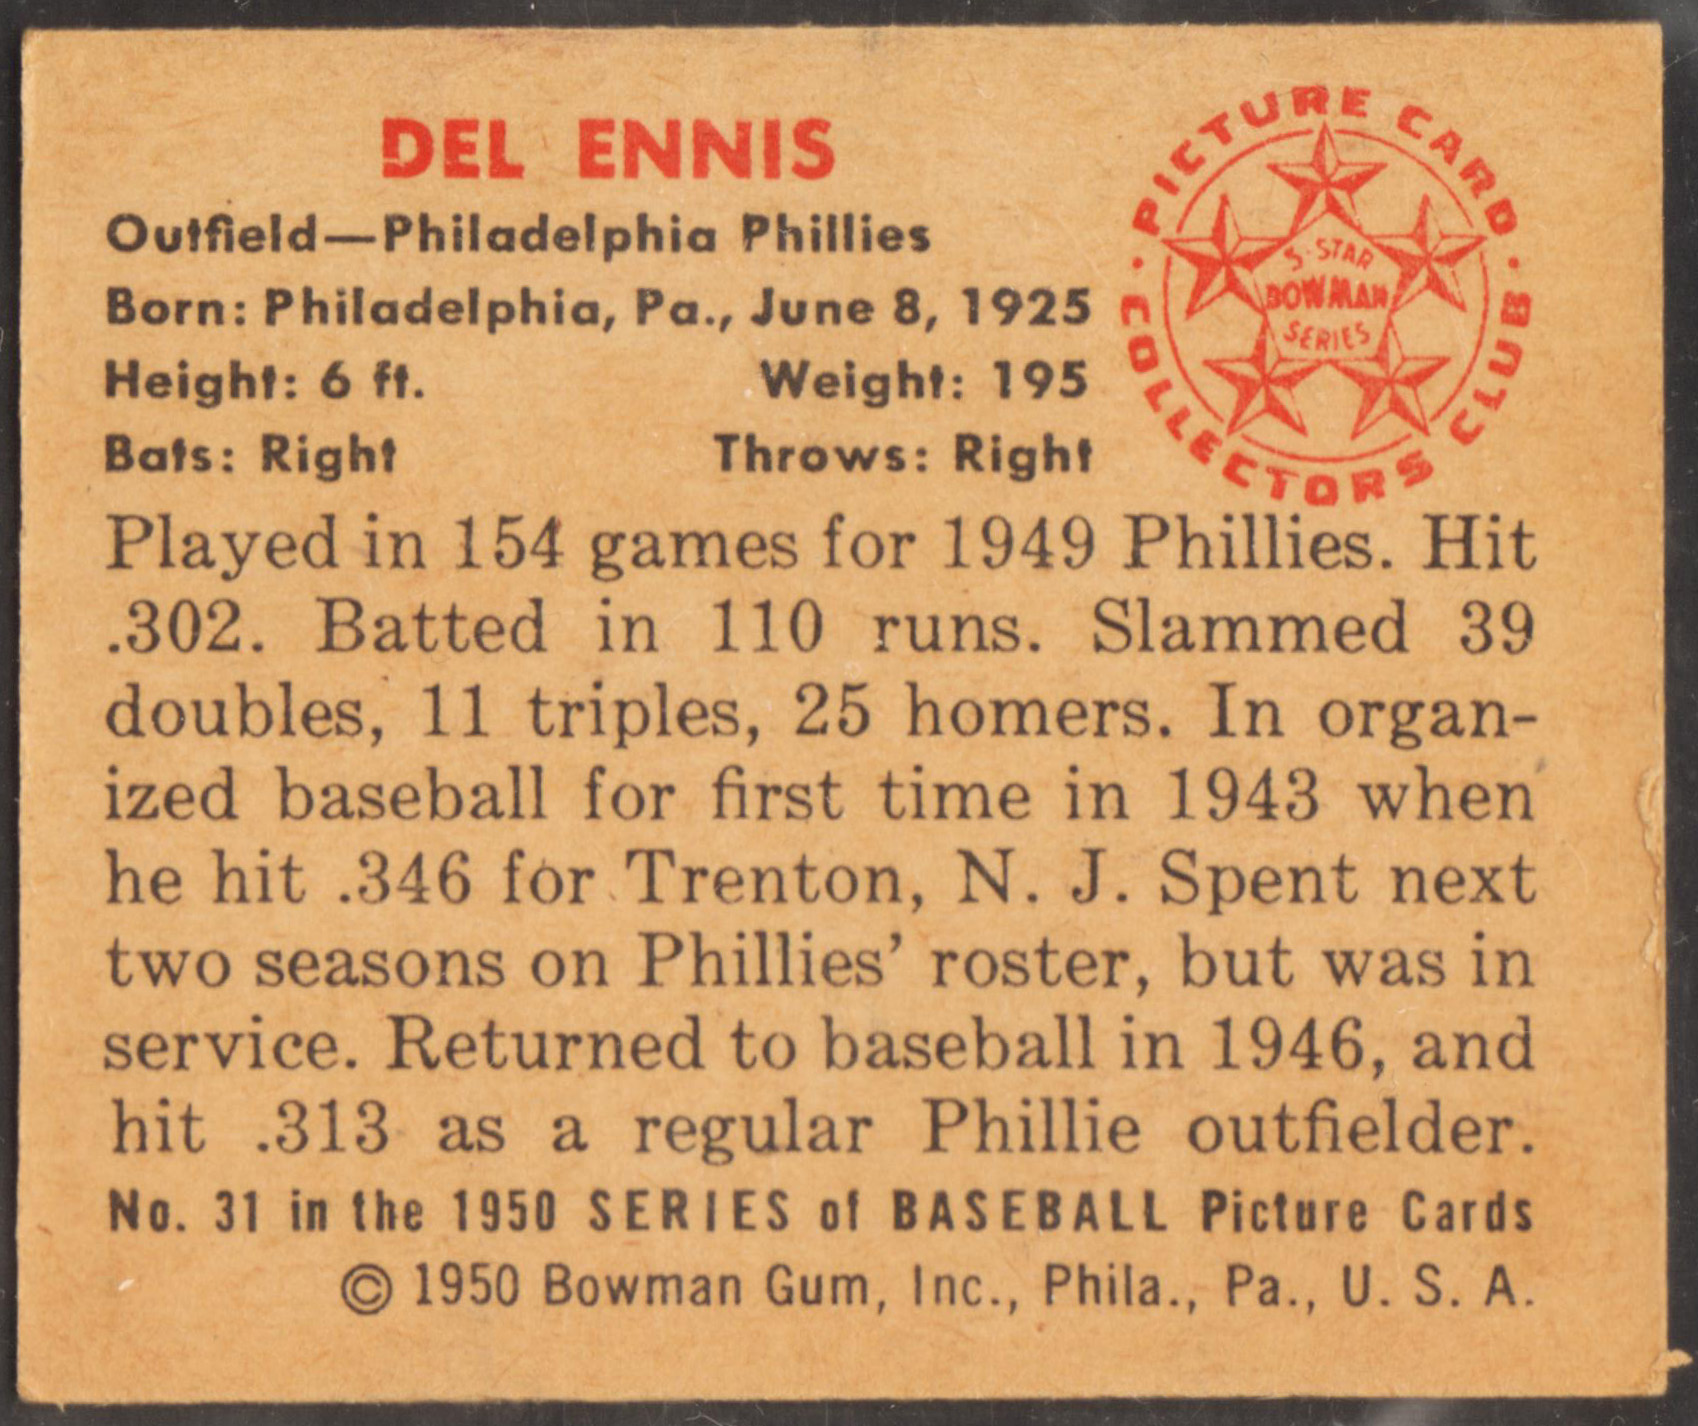 DEL ENNIS
Outfield—Philadelphia Phillies
Born: Philadelphia, Pa., June 8, 1925
Height: 6 ft. Weight: 195
Bats: Right Throws: Right
PICTURE CARD
COLLECTORS CLUB
5-STAR
BOWMAN
SERIES
Played in 154 games for 1949 Phillies. Hit
.302. Batted in 110 runs. Slammed 39
doubles, 11 triples, 25 homers. In organ-
ized baseball for first time in 1943 when
he hit .346 for Trenton, N. J. Spent next
two seasons on Phillies’ roster, but was in
service. Returned to baseball in 1946, and
hit .313 as a regular Phillie outfielder.
No. 31 in the 1950 SERIES of BASEBALL Picture Cards
© 1950 Bowman Gum, Inc., Phila., Pa., U. S. A.